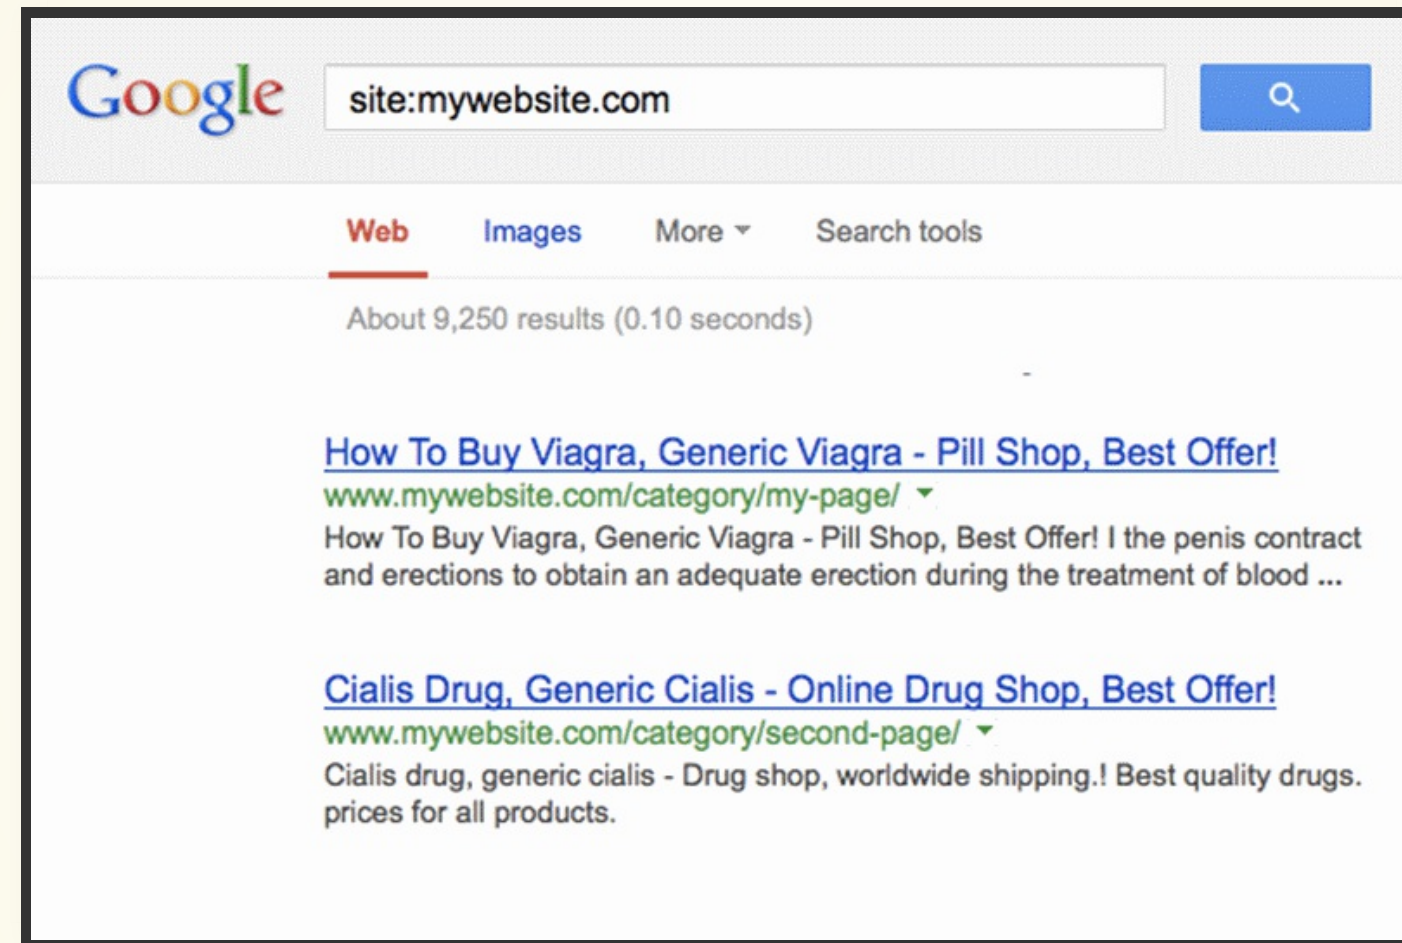 Google
site:mywebsite.com
Web Images More Search tools
About 9,250 results (0.10 seconds)
-
How To Buy Viagra, Generic Viagra - Pill Shop, Best Offer!
www.mywebsite.com/category/my-page/
How To Buy Viagra, Generic Viagra - Pill Shop, Best Offer! I the penis contract
and erections to obtain an adequate erection during the treatment of blood ...
Cialis Drug, Generic Cialis - Online Drug Shop, Best Offer!
www.mywebsite.com/category/second-page/
Cialis drug, generic cialis - Drug shop, worldwide shipping.! Best quality drugs.
prices for all products.